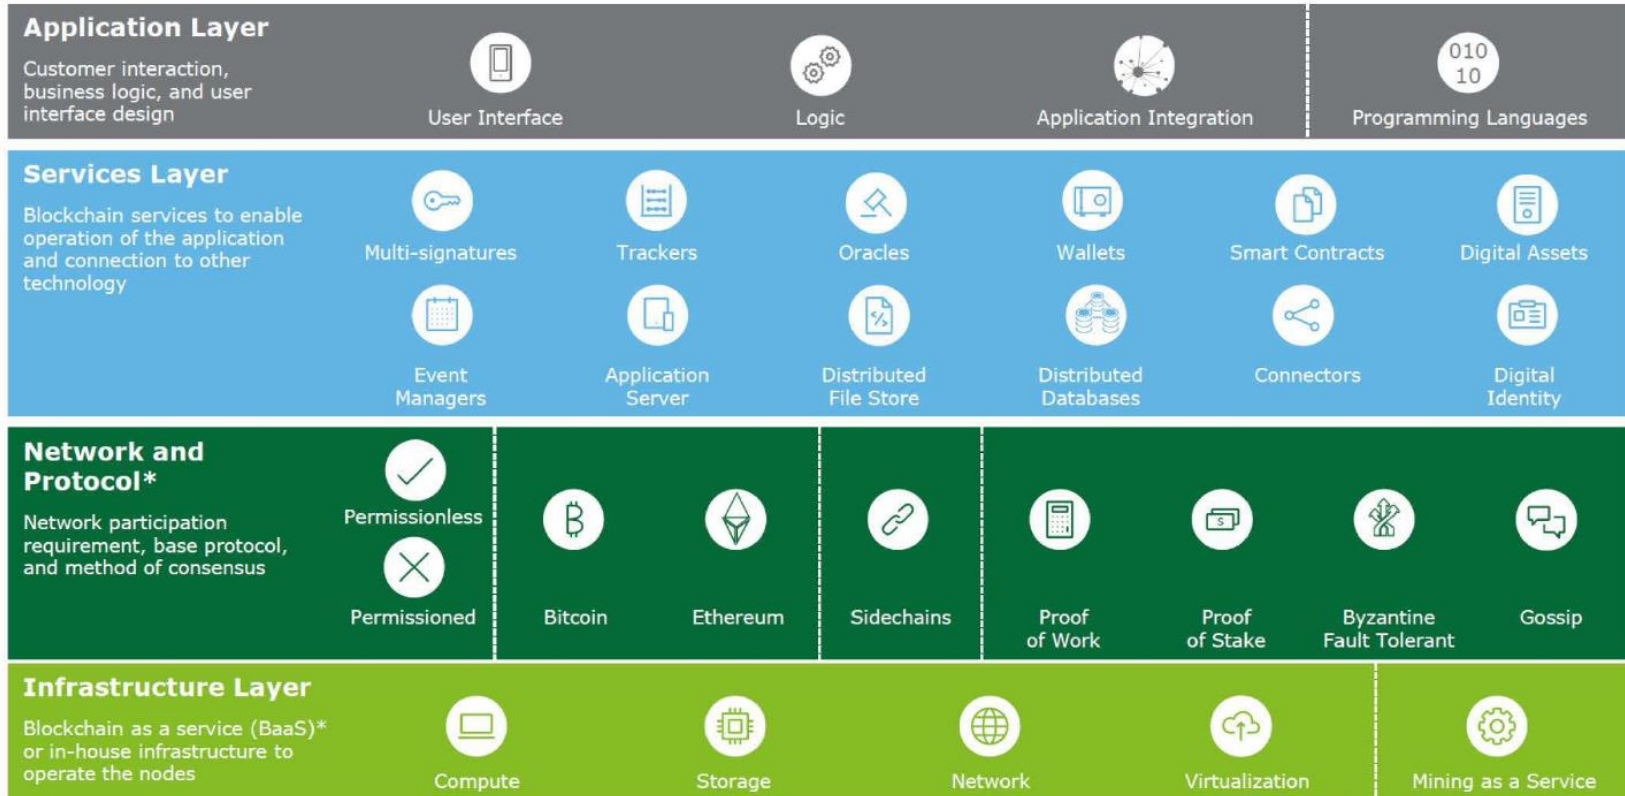 Application Layer
Customer interaction,
business logic, and user
interface design
User Interface
Logic
Application Integration
010
10
Programming Languages
Services Layer
Blockchain services to enable
operation of the application
and connection to other
technology
Multi-signatures
Trackers
Oracles
Wallets
Smart Contracts
Digital Assets
Event
Managers
Application
Server
</>
Distributed
File Store
Distributed
Databases
Connectors
Digital
Identity
Network and
Protocol*
Network participation
requirement, base protocol,
and method of consensus
Permissionless
Permissioned
Bitcoin
Ethereum
Sidechains
Proof
of Work
S
Proof
of Stake
Byzantine
Fault Tolerant
Gossip
Infrastructure Layer
Blockchain as a service (BaaS)*
or in-house infrastructure to
operate the nodes
Compute
Storage
Network
Virtualization
Mining as a Service